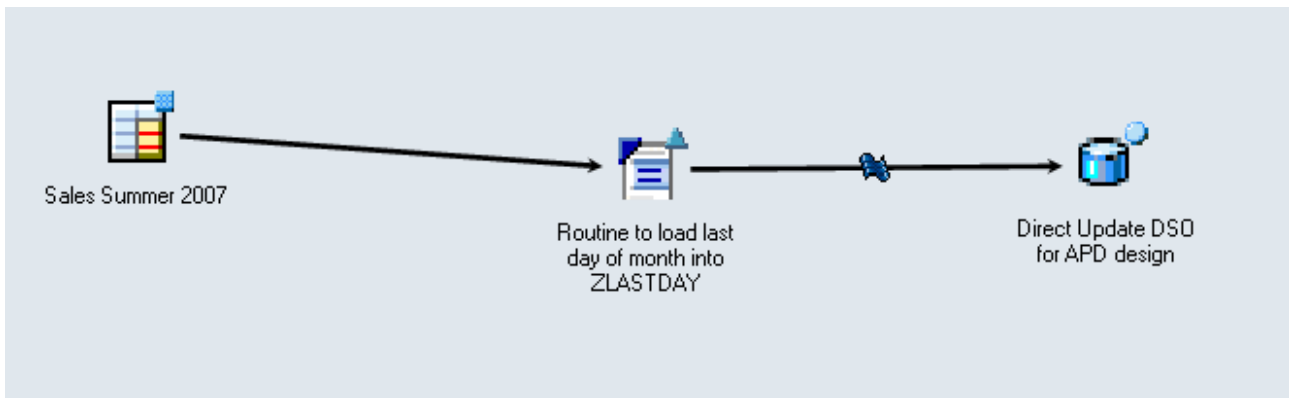 Sales Summer 2007
Routine to load last
day of month into
ZLASTDAY
Direct Update DSO
for APD design